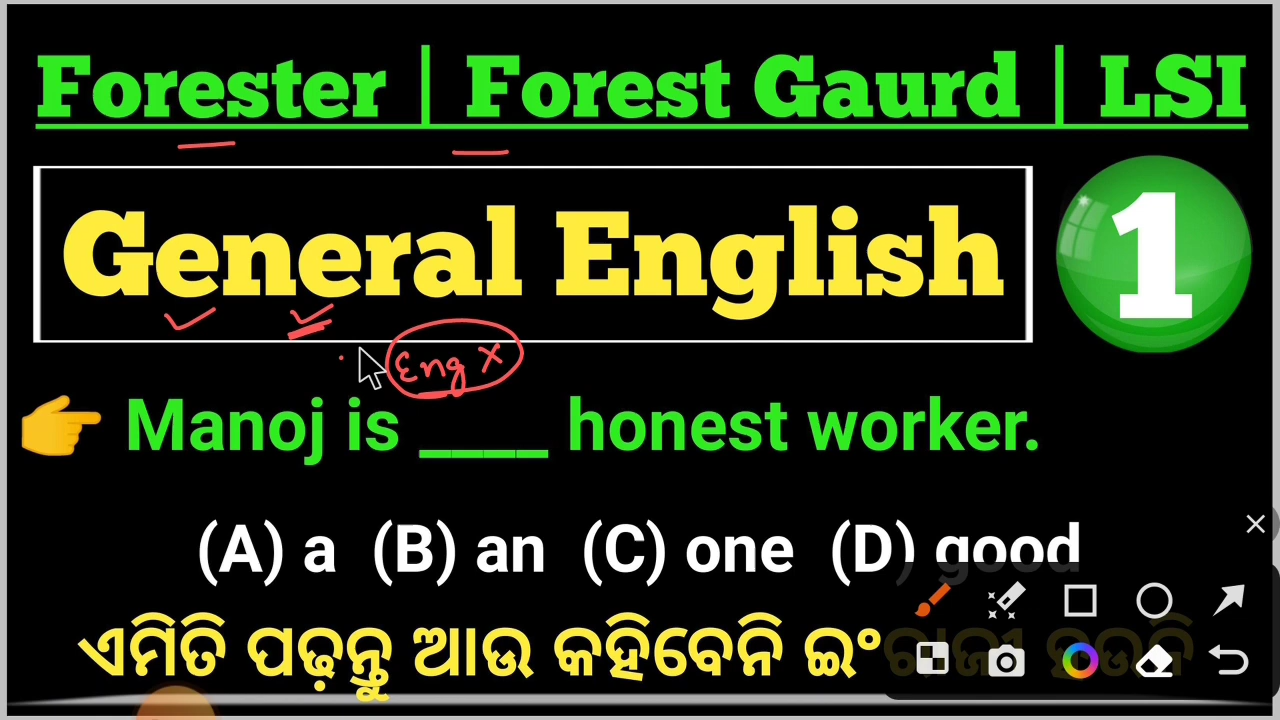 Forester | Forest Gaurd | LSI
General English
1
Eng X
Manoj is ____ honest worker.
(A) a (B) an (C) one (D) good
ଏମିତି ପଢ଼ନ୍ତୁ ଆଉ କହିବେନି ଇଂରାଜୀ